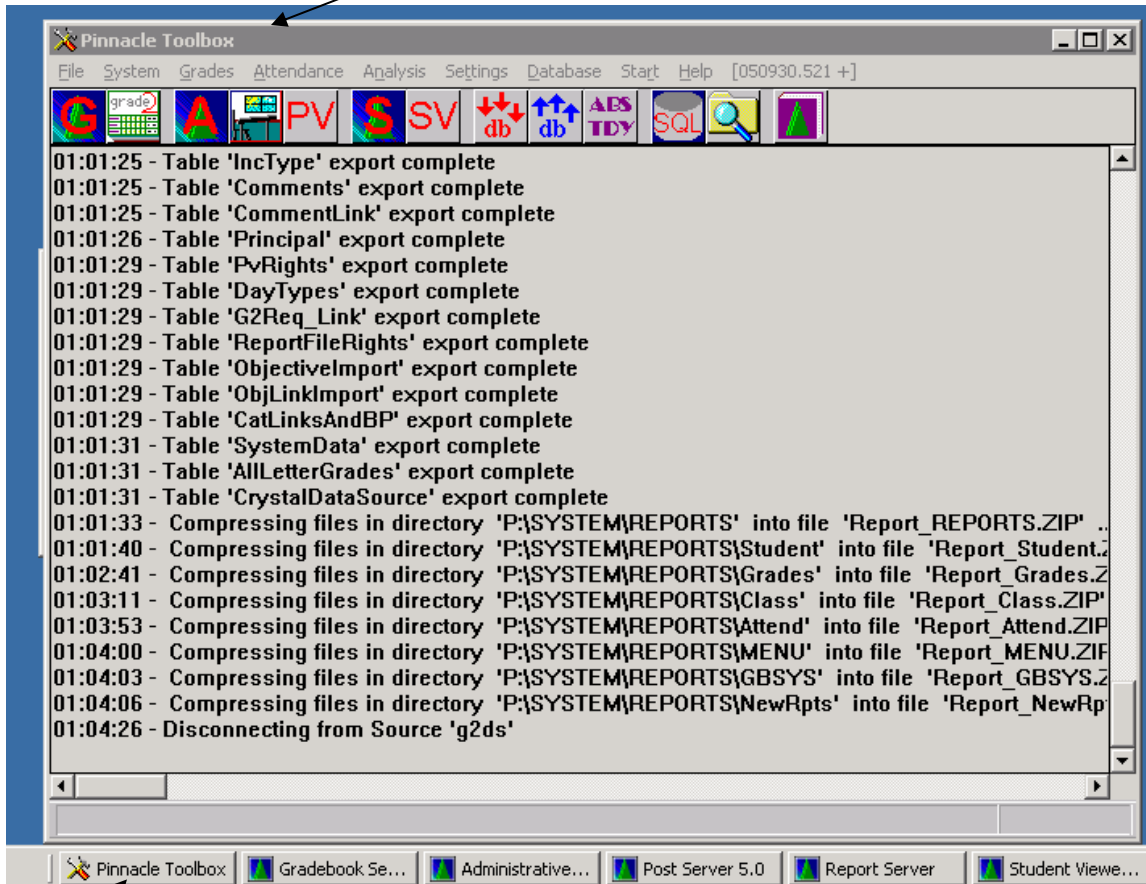 Pinnacle Toolbox
File System Grades Attendance Analysis Settings Database Start Help [050930.521 +]
G grade A PV S SV db db ABS TDY SQL
01:01:25 - Table 'IncType' export complete
01:01:25 - Table 'Comments' export complete
01:01:25 - Table 'CommentLink' export complete
01:01:26 - Table 'Principal' export complete
01:01:29 - Table 'PvRights' export complete
01:01:29 - Table 'DayTypes' export complete
01:01:29 - Table 'G2Req_Link' export complete
01:01:29 - Table 'ReportFileRights' export complete
01:01:29 - Table 'ObjectiveImport' export complete
01:01:29 - Table 'ObjLinkImport' export complete
01:01:29 - Table 'CatLinksAndBP' export complete
01:01:31 - Table 'SystemData' export complete
01:01:31 - Table 'AllLetterGrades' export complete
01:01:31 - Table 'CrystalDataSource' export complete
01:01:33 - Compressing files in directory 'P:\SYSTEM\REPORTS' into file 'Report_REPORTS.ZIP' ..
01:01:40 - Compressing files in directory 'P:\SYSTEM\REPORTS\Student' into file 'Report_Student.Z
01:02:41 - Compressing files in directory 'P:\SYSTEM\REPORTS\Grades' into file 'Report_Grades.Z
01:03:11 - Compressing files in directory 'P:\SYSTEM\REPORTS\Class' into file 'Report_Class.ZIP'
01:03:53 - Compressing files in directory 'P:\SYSTEM\REPORTS\Attend' into file 'Report_Attend.ZIP
01:04:00 - Compressing files in directory 'P:\SYSTEM\REPORTS\MENU' into file 'Report_MENU.ZIP
01:04:03 - Compressing files in directory 'P:\SYSTEM\REPORTS\GBSYS' into file 'Report_GBSYS.Z
01:04:06 - Compressing files in directory 'P:\SYSTEM\REPORTS\NewRpts' into file 'Report_NewRp
01:04:26 - Disconnecting from Source 'g2ds'
Pinnacle Toolbox Gradebook Se... Administrative... Post Server 5.0 Report Server Student Viewe...